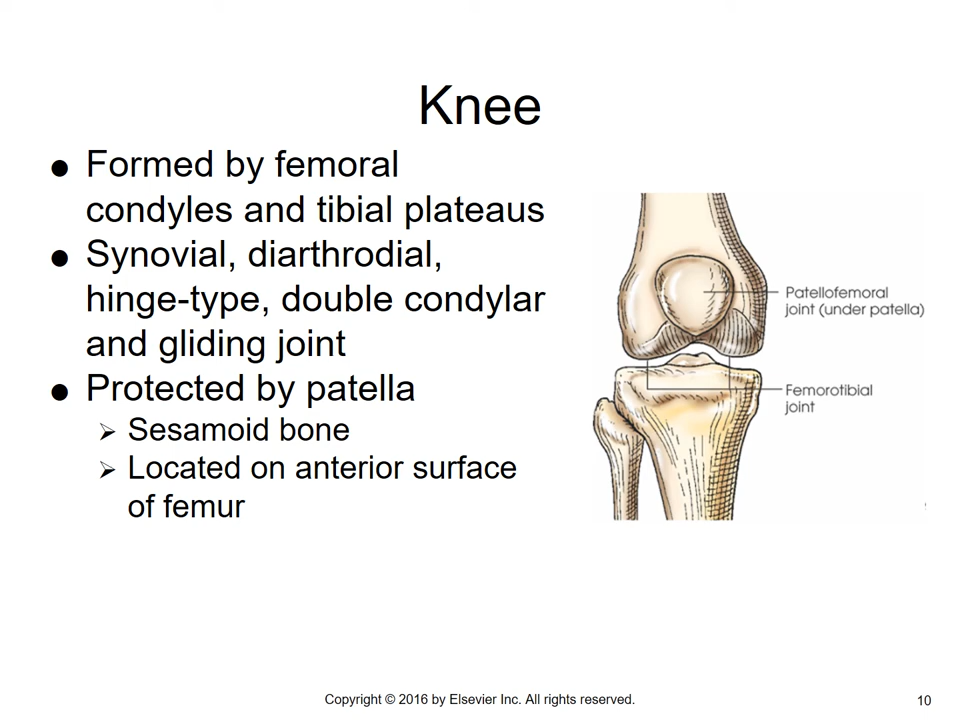 Knee
● Formed by femoral
condyles and tibial plateaus
● Synovial, diarthrodial,
hinge-type, double condylar
and gliding joint
● Protected by patella
➢ Sesamoid bone
➢ Located on anterior surface
of femur
Patellofemoral
joint (under patella)
Femorotibial
joint
Copyright © 2016 by Elsevier Inc. All rights reserved.
10